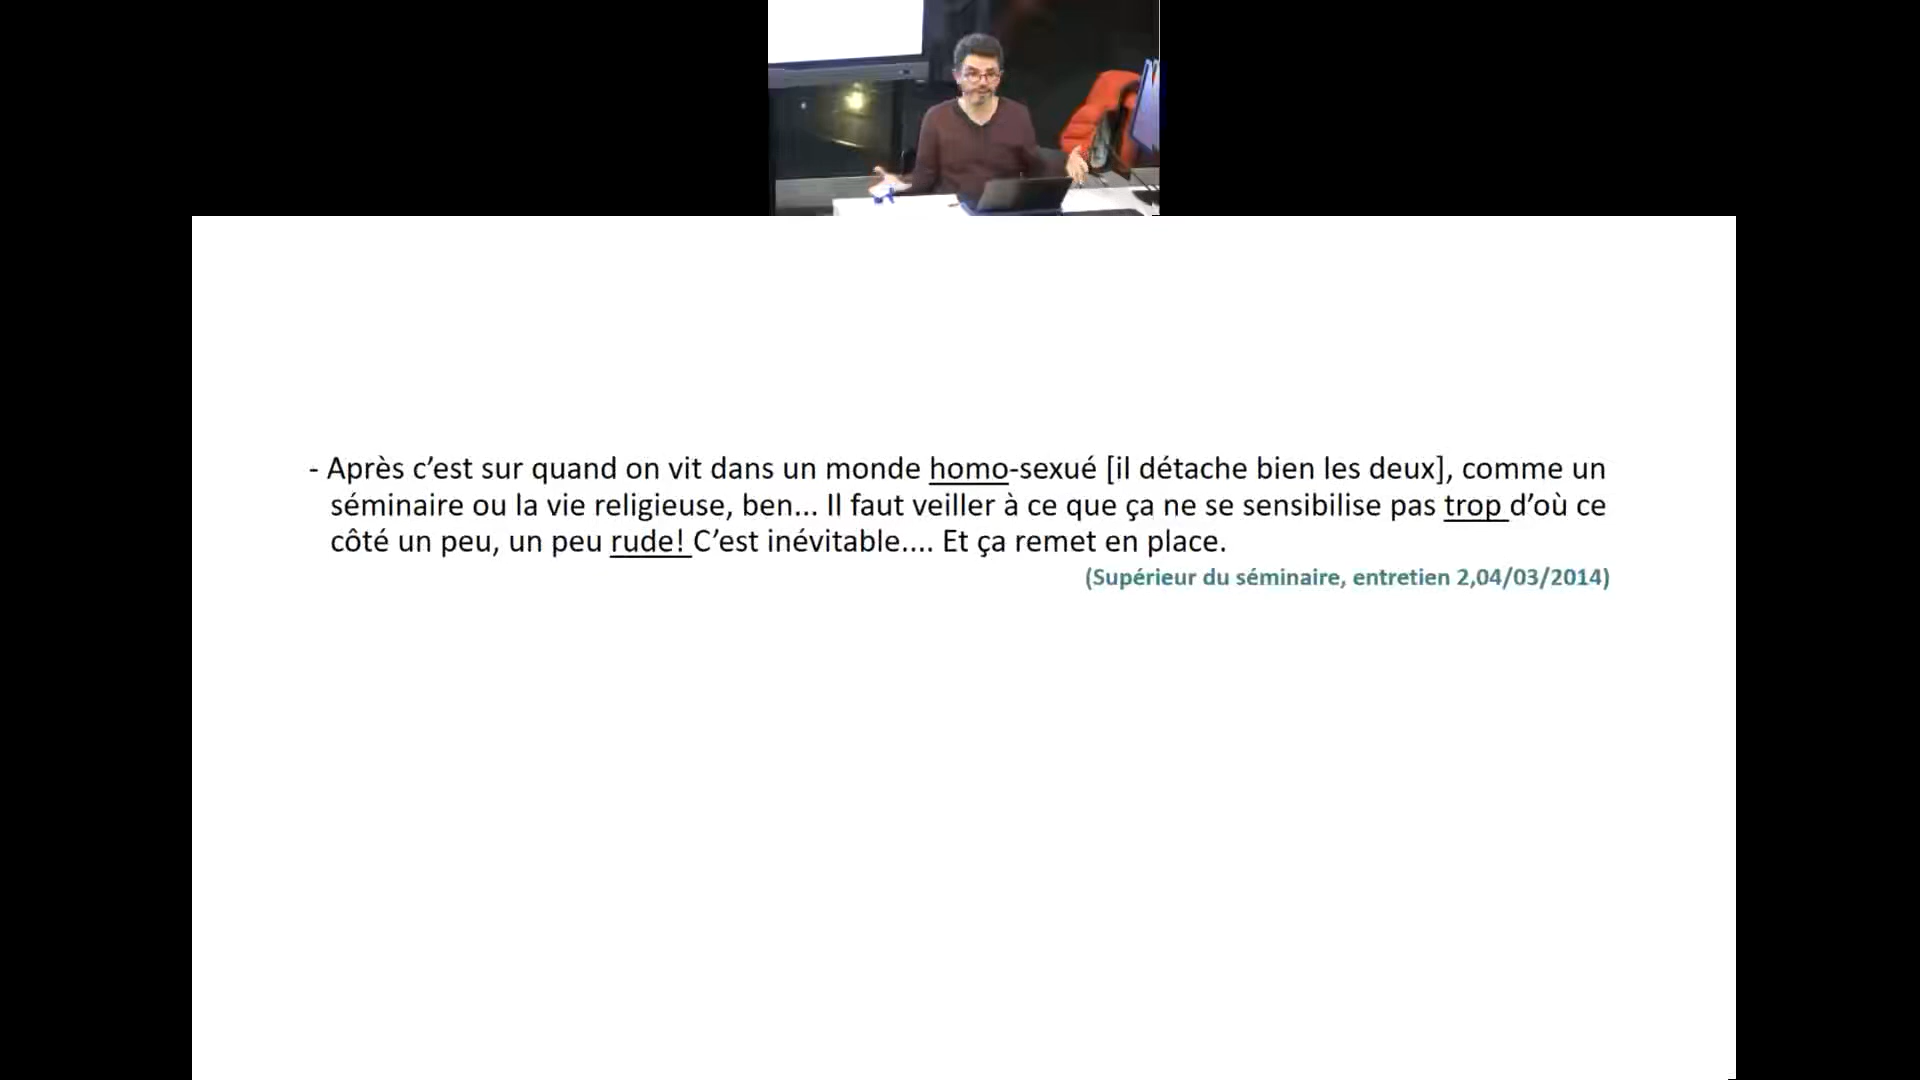 - Après c’est sur quand on vit dans un monde homo-sexué [il détache bien les deux], comme un
séminaire ou la vie religieuse, ben... Il faut veiller à ce que ça ne se sensibilise pas trop d’où ce
côté un peu, un peu rude! C’est inévitable.... Et ça remet en place.
(Supérieur du séminaire, entretien 2,04/03/2014)